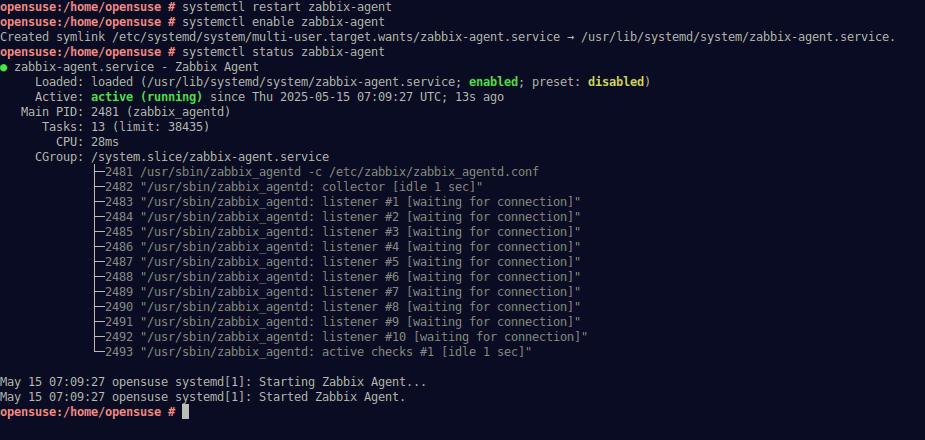 opensuse:/home/opensuse # systemctl restart zabbix-agent
opensuse:/home/opensuse # systemctl enable zabbix-agent
Created symlink /etc/systemd/system/multi-user.target.wants/zabbix-agent.service → /usr/lib/systemd/system/zabbix-agent.service.
opensuse:/home/opensuse # systemctl status zabbix-agent
● zabbix-agent.service - Zabbix Agent
     Loaded: loaded (/usr/lib/systemd/system/zabbix-agent.service; enabled; preset: disabled)
     Active: active (running) since Thu 2025-05-15 07:09:27 UTC; 13s ago
   Main PID: 2481 (zabbix_agentd)
      Tasks: 13 (limit: 38435)
        CPU: 28ms
     CGroup: /system.slice/zabbix-agent.service
             ├─2481 /usr/sbin/zabbix_agentd -c /etc/zabbix/zabbix_agentd.conf
             ├─2482 "/usr/sbin/zabbix_agentd: collector [idle 1 sec]"
             ├─2483 "/usr/sbin/zabbix_agentd: listener #1 [waiting for connection]"
             ├─2484 "/usr/sbin/zabbix_agentd: listener #2 [waiting for connection]"
             ├─2485 "/usr/sbin/zabbix_agentd: listener #3 [waiting for connection]"
             ├─2486 "/usr/sbin/zabbix_agentd: listener #4 [waiting for connection]"
             ├─2487 "/usr/sbin/zabbix_agentd: listener #5 [waiting for connection]"
             ├─2488 "/usr/sbin/zabbix_agentd: listener #6 [waiting for connection]"
             ├─2489 "/usr/sbin/zabbix_agentd: listener #7 [waiting for connection]"
             ├─2490 "/usr/sbin/zabbix_agentd: listener #8 [waiting for connection]"
             ├─2491 "/usr/sbin/zabbix_agentd: listener #9 [waiting for connection]"
             ├─2492 "/usr/sbin/zabbix_agentd: listener #10 [waiting for connection]"
             └─2493 "/usr/sbin/zabbix_agentd: active checks #1 [idle 1 sec]"

May 15 07:09:27 opensuse systemd[1]: Starting Zabbix Agent...
May 15 07:09:27 opensuse systemd[1]: Started Zabbix Agent.
opensuse:/home/opensuse #